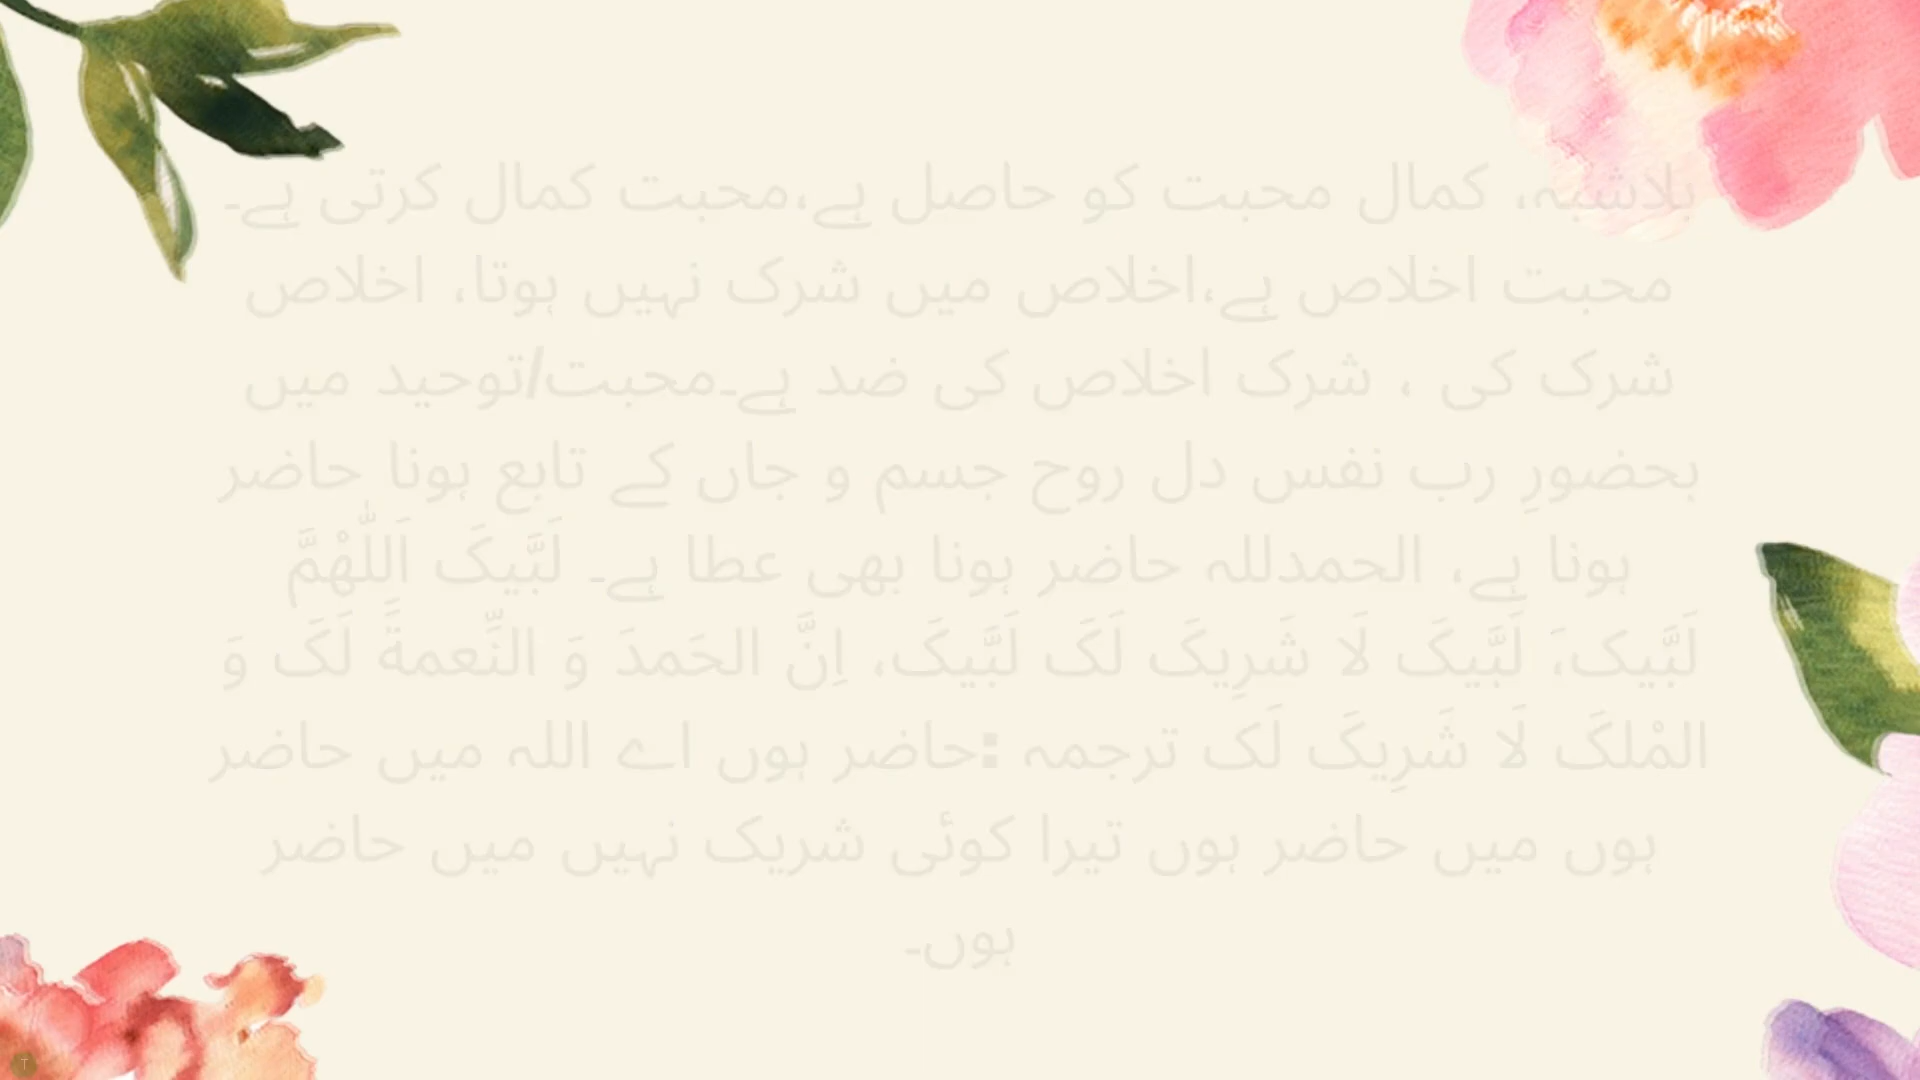 بلاشبہ، کمال محبت کو حاصل ہے،محبت کمال کرتی ہے۔
محبت اخلاص ہے،اخلاص میں شرک نہیں ہوتا، اخلاص
شرک کی ، شرک اخلاص کی ضد ہے۔محبت/توحید میں
بحضورِ رب نفس دل روح جسم و جاں کے تابع ہونا حاضر
ہونا ہے، الحمدللہ حاضر ہونا بھی عطا ہے۔ لَبَّیکَ اَللّٰھْمَّ
لَبَّیک،َ لَبَّیکَ لَا شَرِیکَ لَکَ لَبَّیکَ، اِنَّ الحَمدَ وَ النِّعمۃََ لَکَ وَ
المْلکَ لَا شَرِیکَ لَک ترجمہ :حاضر ہوں اے اللہ میں حاضر
ہوں میں حاضر ہوں تیرا کوئی شریک نہیں میں حاضر
ہوں۔
T